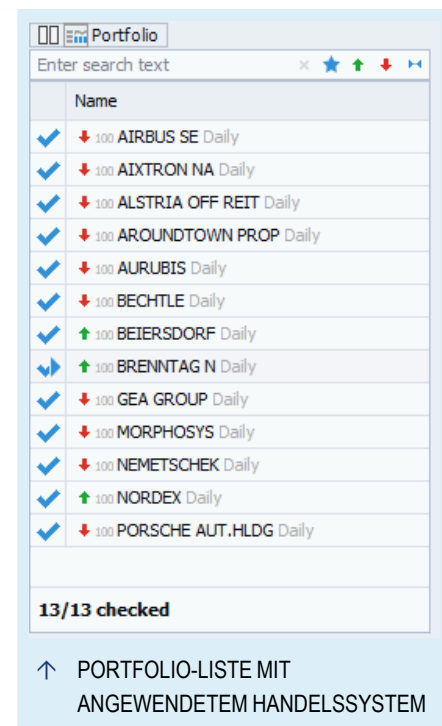 Portfolio
Enter search text
Name
100 AIRBUS SE Daily
100 AIXTRON NA Daily
100 ALSTRIA OFF REIT Daily
100 AROUNDTOWN PROP Daily
100 AURUBIS Daily
100 BECHTLE Daily
100 BEIERSDORF Daily
100 BRENNTAG N Daily
100 GEA GROUP Daily
100 MORPHOSYS Daily
100 NEMETSCHEK Daily
100 NORDEX Daily
100 PORSCHE AUT.HLDG Daily
13/13 checked
PORTFOLIO-LISTE MIT
ANGEWENDETEM HANDELSSYSTEM